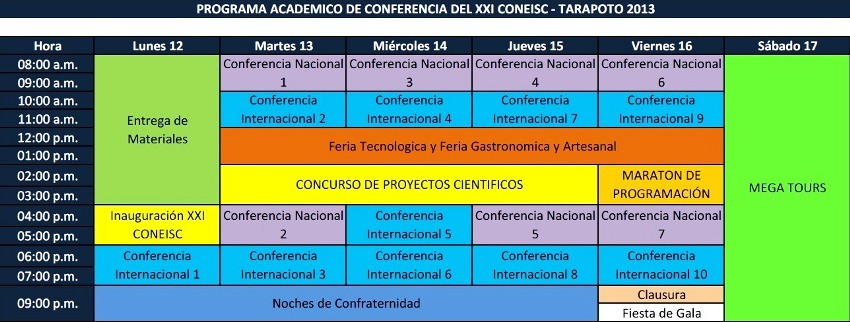 PROGRAMA ACADEMICO DE CONFERENCIA DEL XXI CONEISC - TARAPOTO 2013
Hora Lunes 12 Martes 13 Miércoles 14 Jueves 15 Viernes 16 Sábado 17
08:00 a.m. Conferencia Nacional Conferencia Nacional Conferencia Nacional Conferencia Nacional
09:00 a.m. 1 3 4 6
10:00 a.m. Conferencia Conferencia Conferencia Conferencia
11:00 a.m. Entrega de Materiales Internacional 2 Internacional 4 Internacional 7 Internacional 9
12:00 p.m.
01:00 p.m. Feria Tecnologica y Feria Gastronomica y Artesanal
02:00 p.m. CONCURSO DE PROYECTOS CIENTIFICOS MARATON DE
03:00 p.m. PROGRAMACIÓN MEGA TOURS
04:00 p.m. Inauguración XXI Conferencia Nacional Conferencia Conferencia Nacional Conferencia Nacional
05:00 p.m. CONEISC 2 Internacional 5 5 7
06:00 p.m. Conferencia Conferencia Conferencia Conferencia Conferencia
07:00 p.m. Internacional 1 Internacional 3 Internacional 6 Internacional 8 Internacional 10
09:00 p.m. Noches de Confraternidad Clausura
Fiesta de Gala